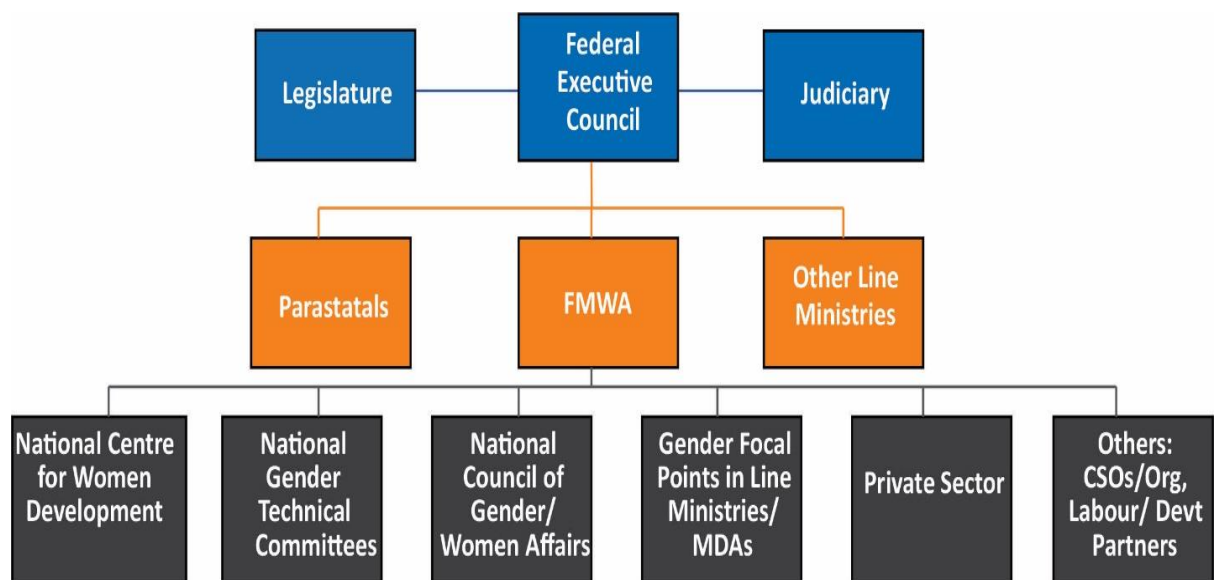 Legislature
Federal
Executive
Council
Judiciary
Parastatals
FMWA
Other Line
Ministries
National Centre
for Women
Development
National
Gender
Technical
Committees
National
Council of
Gender/
Women Affairs
Gender Focal
Points in Line
Ministries/
MDAs
Private Sector
Others:
CSOs/Org,
Labour/ Devt
Partners